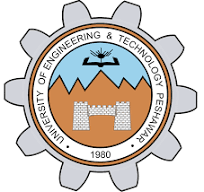 UNIVERSITY OF ENGINEERING & TECHNOLOGY PESHAWAR
1980